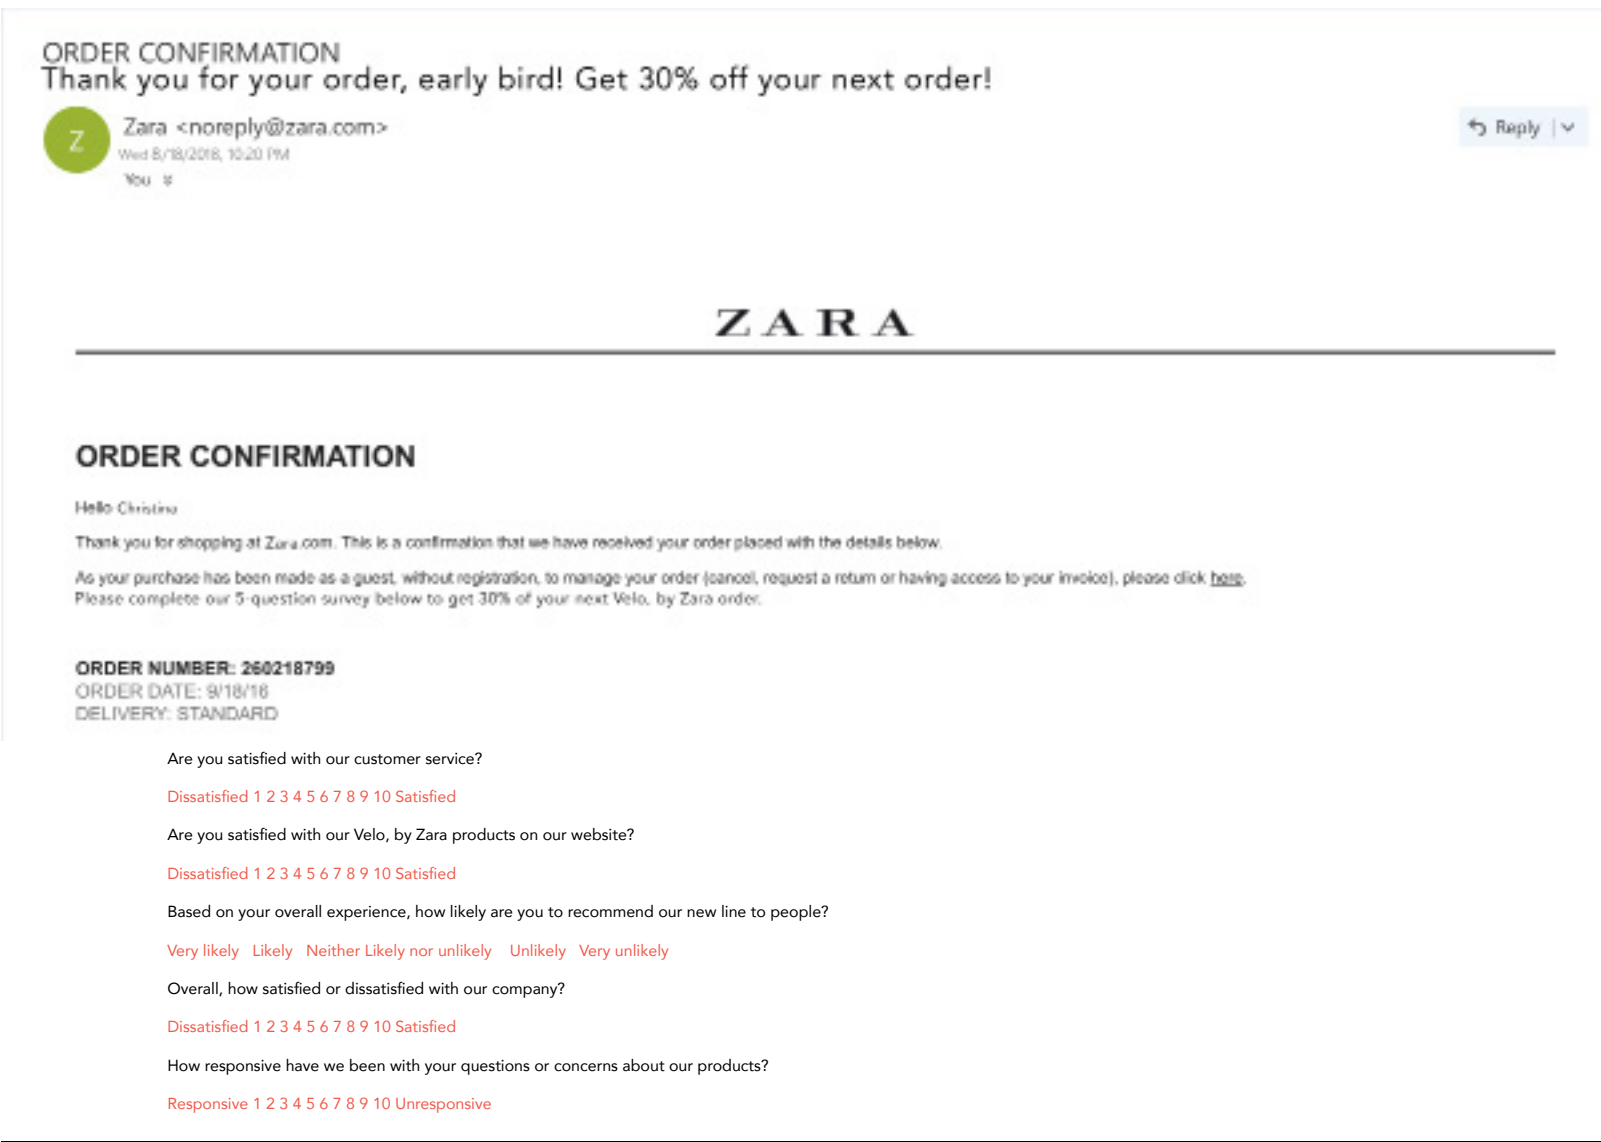 ORDER CONFIRMATION
Thank you for your order, early bird! Get 30% off your next order!
Z
Zara <noreply@zara.com>
Reply
Wed 8/18/2018, 10:20 PM
You
ZARA
ORDER CONFIRMATION
Hello Christina
Thank you for shopping at Zara.com. This is a confirmation that we have received your order placed with the details below.
As your purchase has been made as a guest, without registration, to manage your order (cancel, request a return or having access to your invoice), please click here.
Please complete our 5-question survey below to get 30% of your next Velo, by Zara order.
ORDER NUMBER: 260218799
ORDER DATE: 9/18/16
DELIVERY: STANDARD
Are you satisfied with our customer service?
Dissatisfied 1 2 3 4 5 6 7 8 9 10 Satisfied
Are you satisfied with our Velo, by Zara products on our website?
Dissatisfied 1 2 3 4 5 6 7 8 9 10 Satisfied
Based on your overall experience, how likely are you to recommend our new line to people?
Very likely Likely Neither Likely nor unlikely Unlikely Very unlikely
Overall, how satisfied or dissatisfied with our company?
Dissatisfied 1 2 3 4 5 6 7 8 9 10 Satisfied
How responsive have we been with your questions or concerns about our products?
Responsive 1 2 3 4 5 6 7 8 9 10 Unresponsive